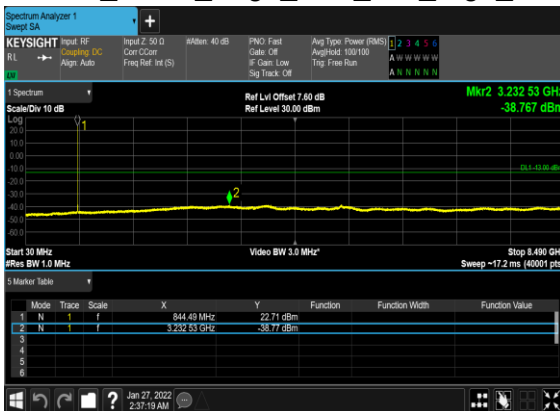 Spectrum Analyzer 1
Swept SA
KEYSIGHT
RL
LV
Input: RF
Coupling: DC
Align: Auto
Input Z: 50 Ω
Corr CCorr
Freq Ref: Int (S)
#Atten: 40 dB
PNO: Fast
Gate: Off
IF Gain: Low
Sig Track: Off
Avg Type: Power (RMS)
Avg|Hold: 100/100
Trig: Free Run
1 2 3 4 5 6
A W W W W W
A N N N N N
1 Spectrum
Scale/Div 10 dB
Ref Lvl Offset 7.60 dB
Ref Level 30.00 dBm
Mkr2 3.232 53 GHz
-38.767 dBm
Log
20.0
10.0
0.00
-10.0
-20.0
-30.0
-40.0
-50.0
-60.0
1
2
DL1 -13.00 dBm
Start 30 MHz
#Res BW 1.0 MHz
Video BW 3.0 MHz*
Stop 8.490 GHz
Sweep ~17.2 ms (40001 pts)
5 Marker Table
Mode Trace Scale X Y Function Function Width Function Value
1 N 1 f 844.49 MHz 22.71 dBm
2 N 1 f 3.232 53 GHz -38.77 dBm
3
4
5
6
Jan 27, 2022
2:37:19 AM